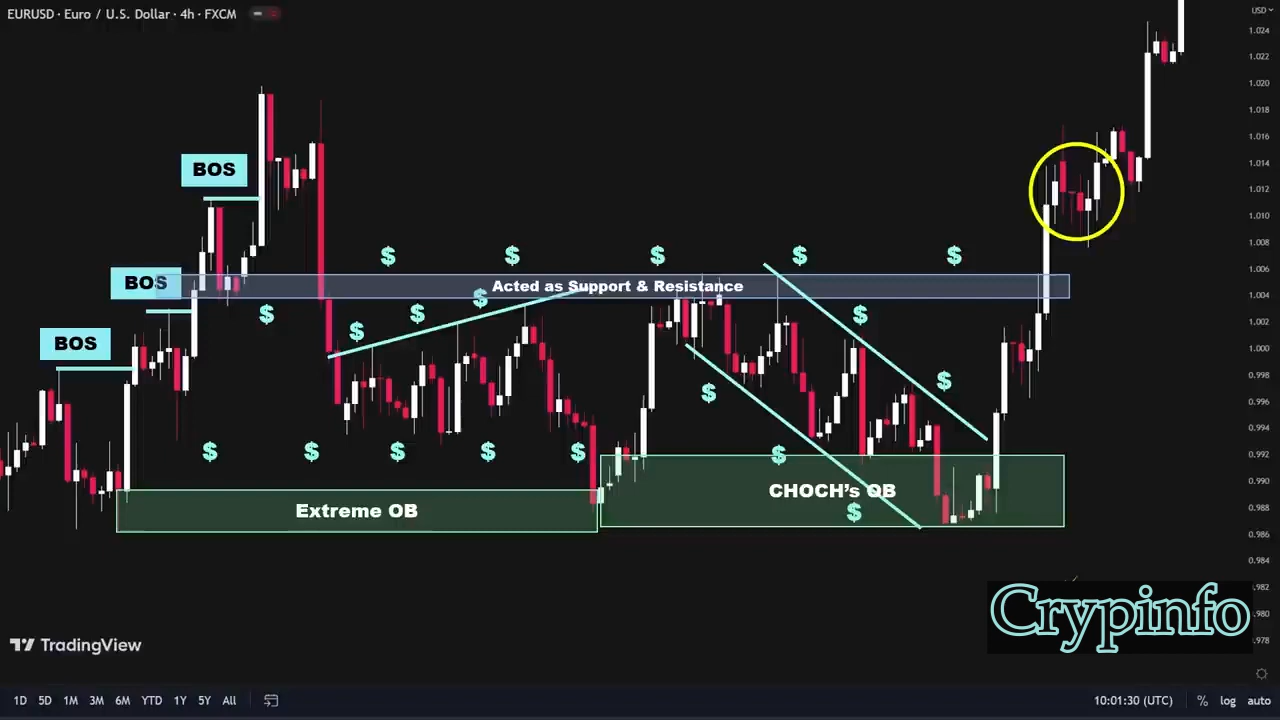 EURUSD · Euro / U.S. Dollar · 4h · FXCM
USD
1.024
1.022
1.020
1.018
1.016
1.014
1.012
1.010
1.008
1.006
1.004
1.002
1.000
0.998
0.996
0.994
0.992
0.990
0.988
0.986
0.984
0.982
0.980
0.978
BOS
BOS
BOS
$ $ $ $ $
Acted as Support & Resistance
$
$ $ $ $
$ $ $
$ $ $ $ $ $
CHOCH's OB
Extreme OB
$
Crypinfo
TradingView
1D 5D 1M 3M 6M YTD 1Y 5Y All
10:01:30 (UTC) % log auto